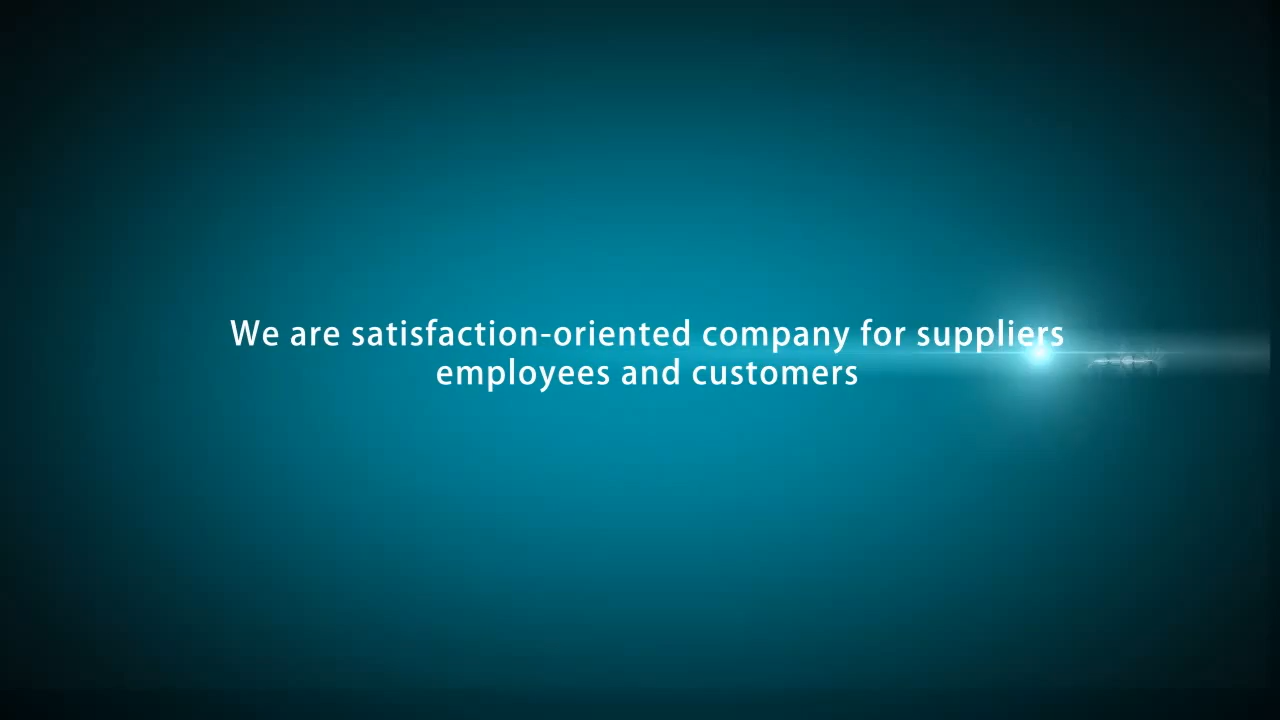 We are satisfaction-oriented company for suppliers
employees and customers